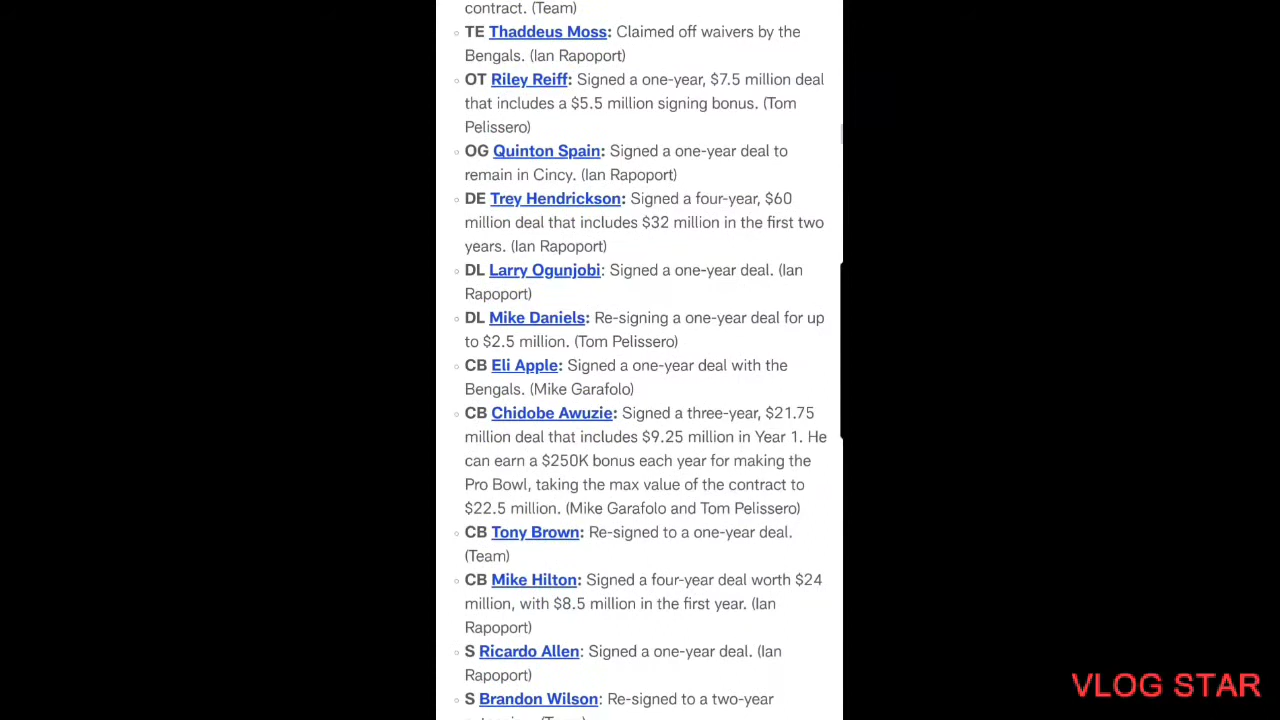 contract. (Team)
TE Thaddeus Moss: Claimed off waivers by the
Bengals. (Ian Rapoport)
OT Riley Reiff: Signed a one-year, $7.5 million deal
that includes a $5.5 million signing bonus. (Tom
Pelissero)
OG Quinton Spain: Signed a one-year deal to
remain in Cincy. (Ian Rapoport)
DE Trey Hendrickson: Signed a four-year, $60
million deal that includes $32 million in the first two
years. (Ian Rapoport)
DL Larry Ogunjobi: Signed a one-year deal. (Ian
Rapoport)
DL Mike Daniels: Re-signing a one-year deal for up
to $2.5 million. (Tom Pelissero)
CB Eli Apple: Signed a one-year deal with the
Bengals. (Mike Garafolo)
CB Chidobe Awuzie: Signed a three-year, $21.75
million deal that includes $9.25 million in Year 1. He
can earn a $250K bonus each year for making the
Pro Bowl, taking the max value of the contract to
$22.5 million. (Mike Garafolo and Tom Pelissero)
CB Tony Brown: Re-signed to a one-year deal.
(Team)
CB Mike Hilton: Signed a four-year deal worth $24
million, with $8.5 million in the first year. (Ian
Rapoport)
S Ricardo Allen: Signed a one-year deal. (Ian
Rapoport)
S Brandon Wilson: Re-signed to a two-year
VLOG STAR